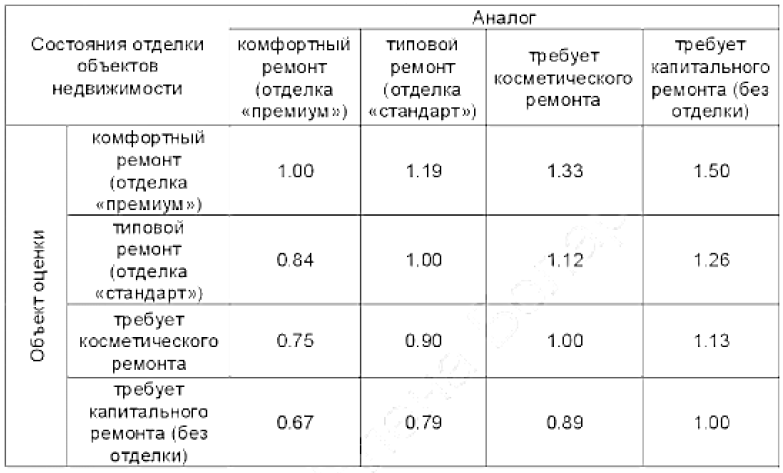 Состояния отделки
объектов
недвижимости
Аналог
комфортный
ремонт
(отделка
«премиум»)
типовой
ремонт
(отделка
«стандарт»)
требует
косметического
ремонта
требует
капитального
ремонта (без
отделки)
Объект оценки
комфортный
ремонт
(отделка
«премиум»)
1.00 1.19 1.33 1.50
типовой
ремонт
(отделка
«стандарт»)
0.84 1.00 1.12 1.26
требует
косметического
ремонта
0.75 0.90 1.00 1.13
требует
капитального
ремонта (без
отделки)
0.67 0.79 0.89 1.00